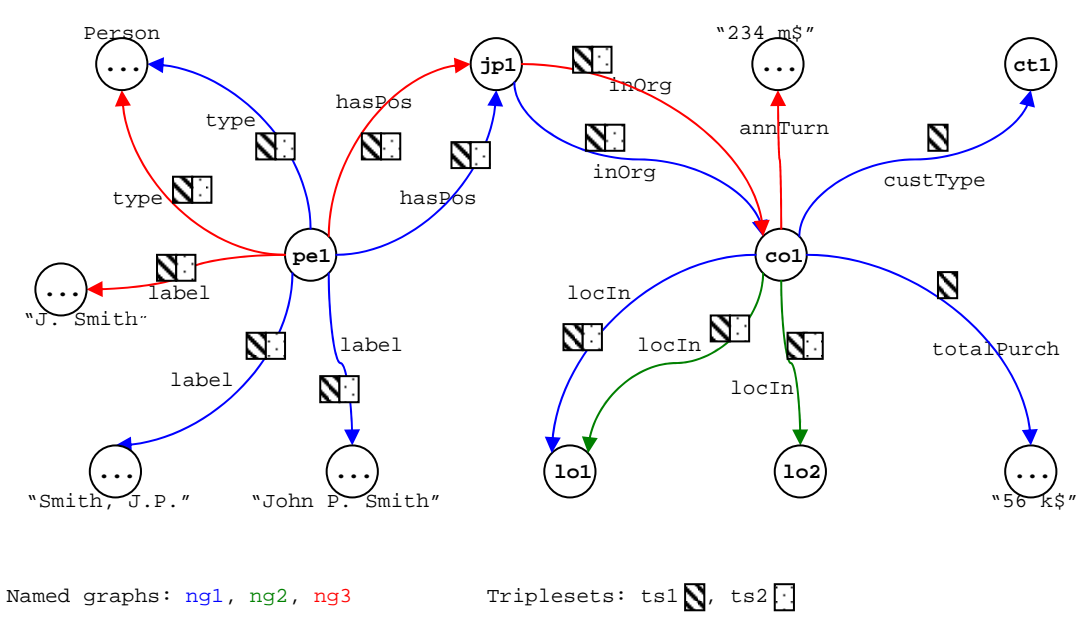 Person
"234 m$"
...
jp1
...
ct1
hasPos
inOrg
type
annTurn
inOrg
custType
type
hasPos
pe1
co1
label
...
"J. Smith"
locIn
label
locIn
totalPurch
label
locIn
...
...
lo1
lo2
...
"Smith, J.P."
"John P. Smith"
"56 k$"
Named graphs: ng1, ng2, ng3
Triplesets: ts1, ts2